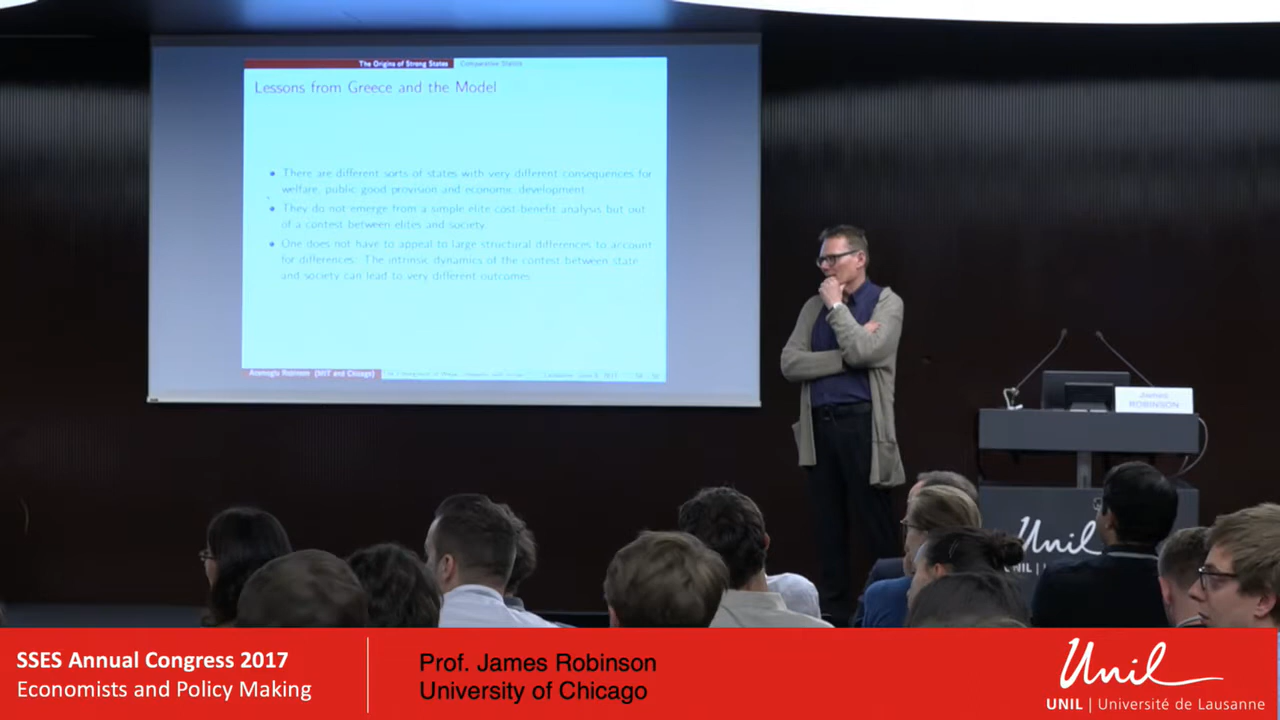 The Origins of Strong States Comparative Statics
Lessons from Greece and the Model
There are different sorts of states with very different consequences for
welfare, public good provision and economic development.
They do not emerge from a simple elite cost-benefit analysis but out
of a contest between elites and society.
One does not have to appeal to large structural differences to account
for differences: The intrinsic dynamics of the contest between state
and society can lead to very different outcomes.
Acemoglu Robinson (MIT and Chicago)
James
ROBINSON
Unil
UNIL |
SSES Annual Congress 2017
Economists and Policy Making
Prof. James Robinson
University of Chicago
Unil
UNIL | Université de Lausanne